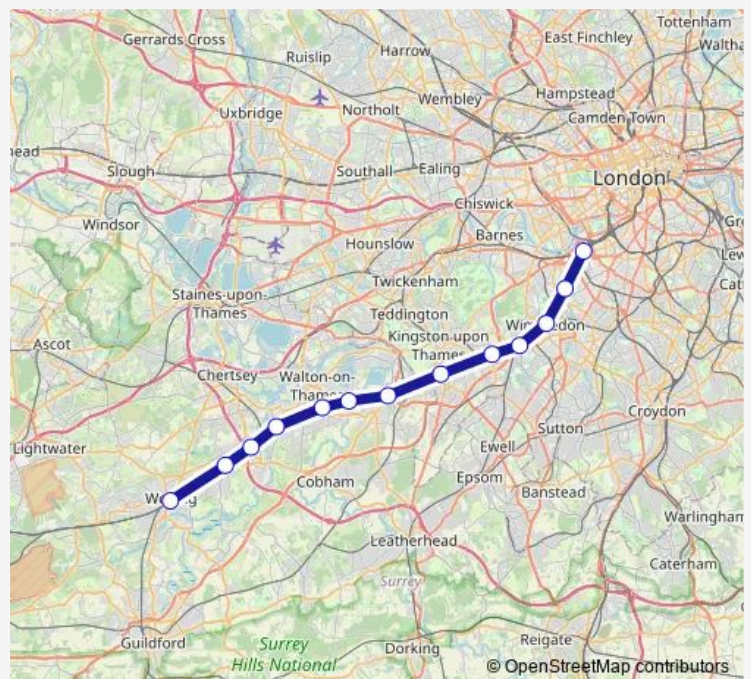 Tottenham
Gerrards Cross
East Finchley
Harrow
Waltha
Ruislip
Hampstead
Wembley
Uxbridge
Northolt
Camden Town
ead
Slough
Southall
Ealing
London
Chiswick
Windsor
Barnes
Gre
Hounslow
Lew
Twickenham
Cat
Staines-upon-
Thames
Teddington
Kingston upon
Thames
Ascot
Chertsey
Walton-on-
Croydon
Sutton
Lightwater
Ewell
Epsom
Cobham
Banstead
Warlingham
Leatherhead
Caterham
Surrey
Guildford
Surrey
Hills National
Dorking
Reigate
© OpenStreetMap contributors